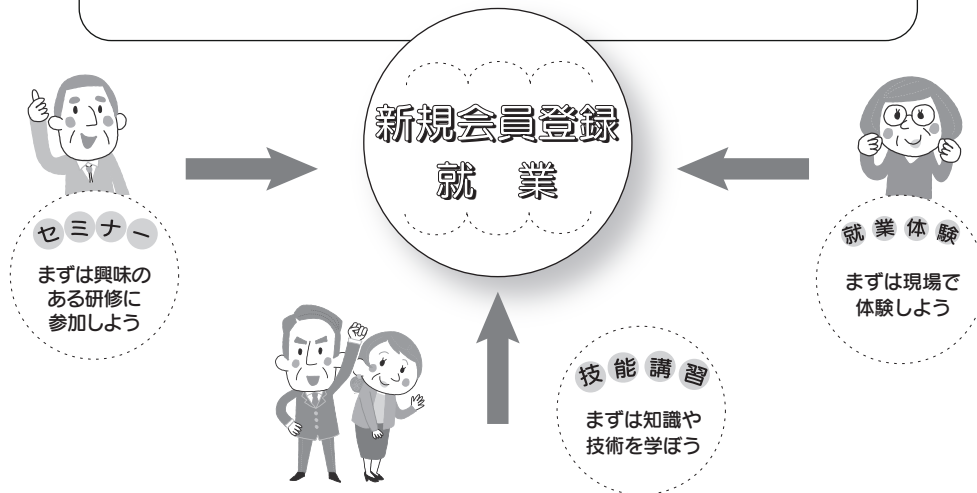 新規会員登録
就業
セミナー
まずは興味の
ある研修に
参加しよう
就業体験
まずは現場で
体験しよう
技能講習
まずは知識や
技術を学ぼう